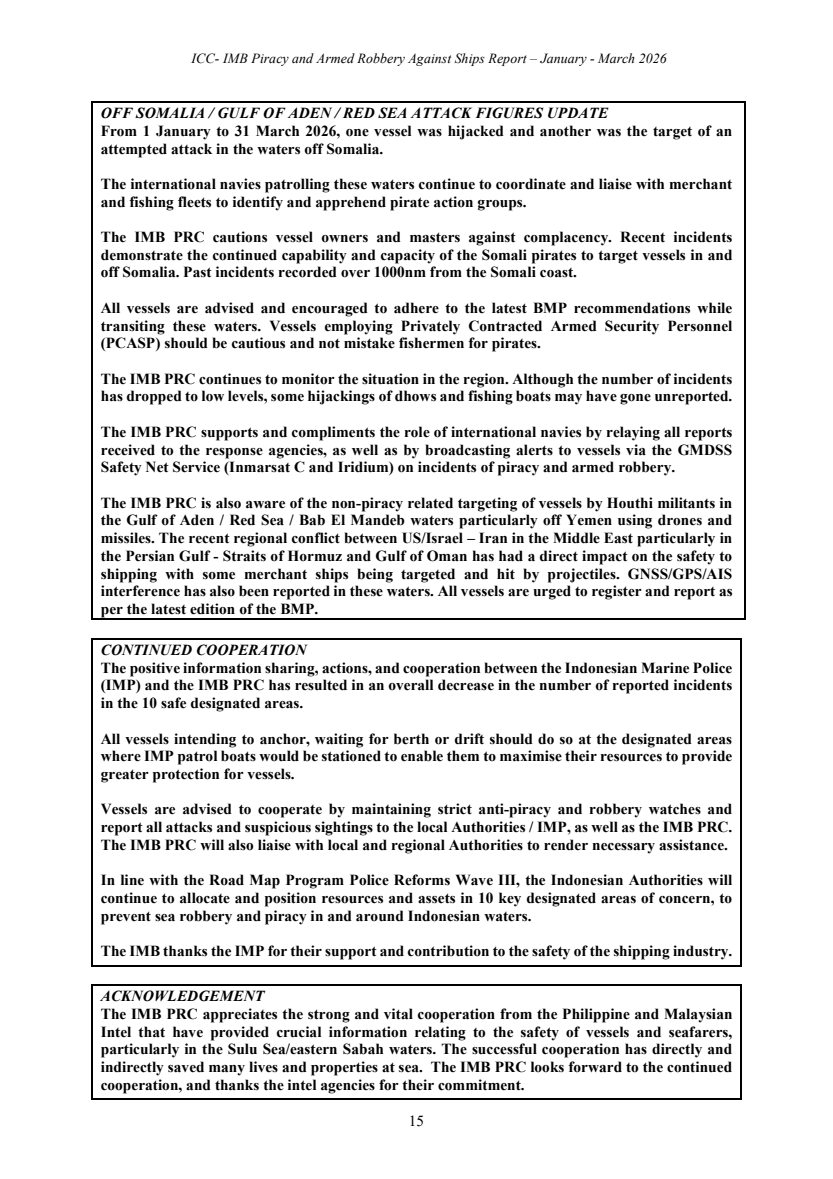 ICC- IMB Piracy and Armed Robbery Against Ships Report – January - March 2026
OFF SOMALIA / GULF OF ADEN / RED SEA ATTACK FIGURES UPDATE
From 1 January to 31 March 2026, one vessel was hijacked and another was the target of an
attempted attack in the waters off Somalia.
The international navies patrolling these waters continue to coordinate and liaise with merchant
and fishing fleets to identify and apprehend pirate action groups.
The IMB PRC cautions vessel owners and masters against complacency. Recent incidents
demonstrate the continued capability and capacity of the Somali pirates to target vessels in and
off Somalia. Past incidents recorded over 1000nm from the Somali coast.
All vessels are advised and encouraged to adhere to the latest BMP recommendations while
transiting these waters. Vessels employing Privately Contracted Armed Security Personnel
(PCASP) should be cautious and not mistake fishermen for pirates.
The IMB PRC continues to monitor the situation in the region. Although the number of incidents
has dropped to low levels, some hijackings of dhows and fishing boats may have gone unreported.
The IMB PRC supports and compliments the role of international navies by relaying all reports
received to the response agencies, as well as by broadcasting alerts to vessels via the GMDSS
Safety Net Service (Inmarsat C and Iridium) on incidents of piracy and armed robbery.
The IMB PRC is also aware of the non-piracy related targeting of vessels by Houthi militants in
the Gulf of Aden / Red Sea / Bab El Mandeb waters particularly off Yemen using drones and
missiles. The recent regional conflict between US/Israel – Iran in the Middle East particularly in
the Persian Gulf - Straits of Hormuz and Gulf of Oman has had a direct impact on the safety to
shipping with some merchant ships being targeted and hit by projectiles. GNSS/GPS/AIS
interference has also been reported in these waters. All vessels are urged to register and report as
per the latest edition of the BMP.
CONTINUED COOPERATION
The positive information sharing, actions, and cooperation between the Indonesian Marine Police
(IMP) and the IMB PRC has resulted in an overall decrease in the number of reported incidents
in the 10 safe designated areas.
All vessels intending to anchor, waiting for berth or drift should do so at the designated areas
where IMP patrol boats would be stationed to enable them to maximise their resources to provide
greater protection for vessels.
Vessels are advised to cooperate by maintaining strict anti-piracy and robbery watches and
report all attacks and suspicious sightings to the local Authorities / IMP, as well as the IMB PRC.
The IMB PRC will also liaise with local and regional Authorities to render necessary assistance.
In line with the Road Map Program Police Reforms Wave III, the Indonesian Authorities will
continue to allocate and position resources and assets in 10 key designated areas of concern, to
prevent sea robbery and piracy in and around Indonesian waters.
The IMB thanks the IMP for their support and contribution to the safety of the shipping industry.
ACKNOWLEDGEMENT
The IMB PRC appreciates the strong and vital cooperation from the Philippine and Malaysian
Intel that have provided crucial information relating to the safety of vessels and seafarers,
particularly in the Sulu Sea/eastern Sabah waters. The successful cooperation has directly and
indirectly saved many lives and properties at sea. The IMB PRC looks forward to the continued
cooperation, and thanks the intel agencies for their commitment.
15